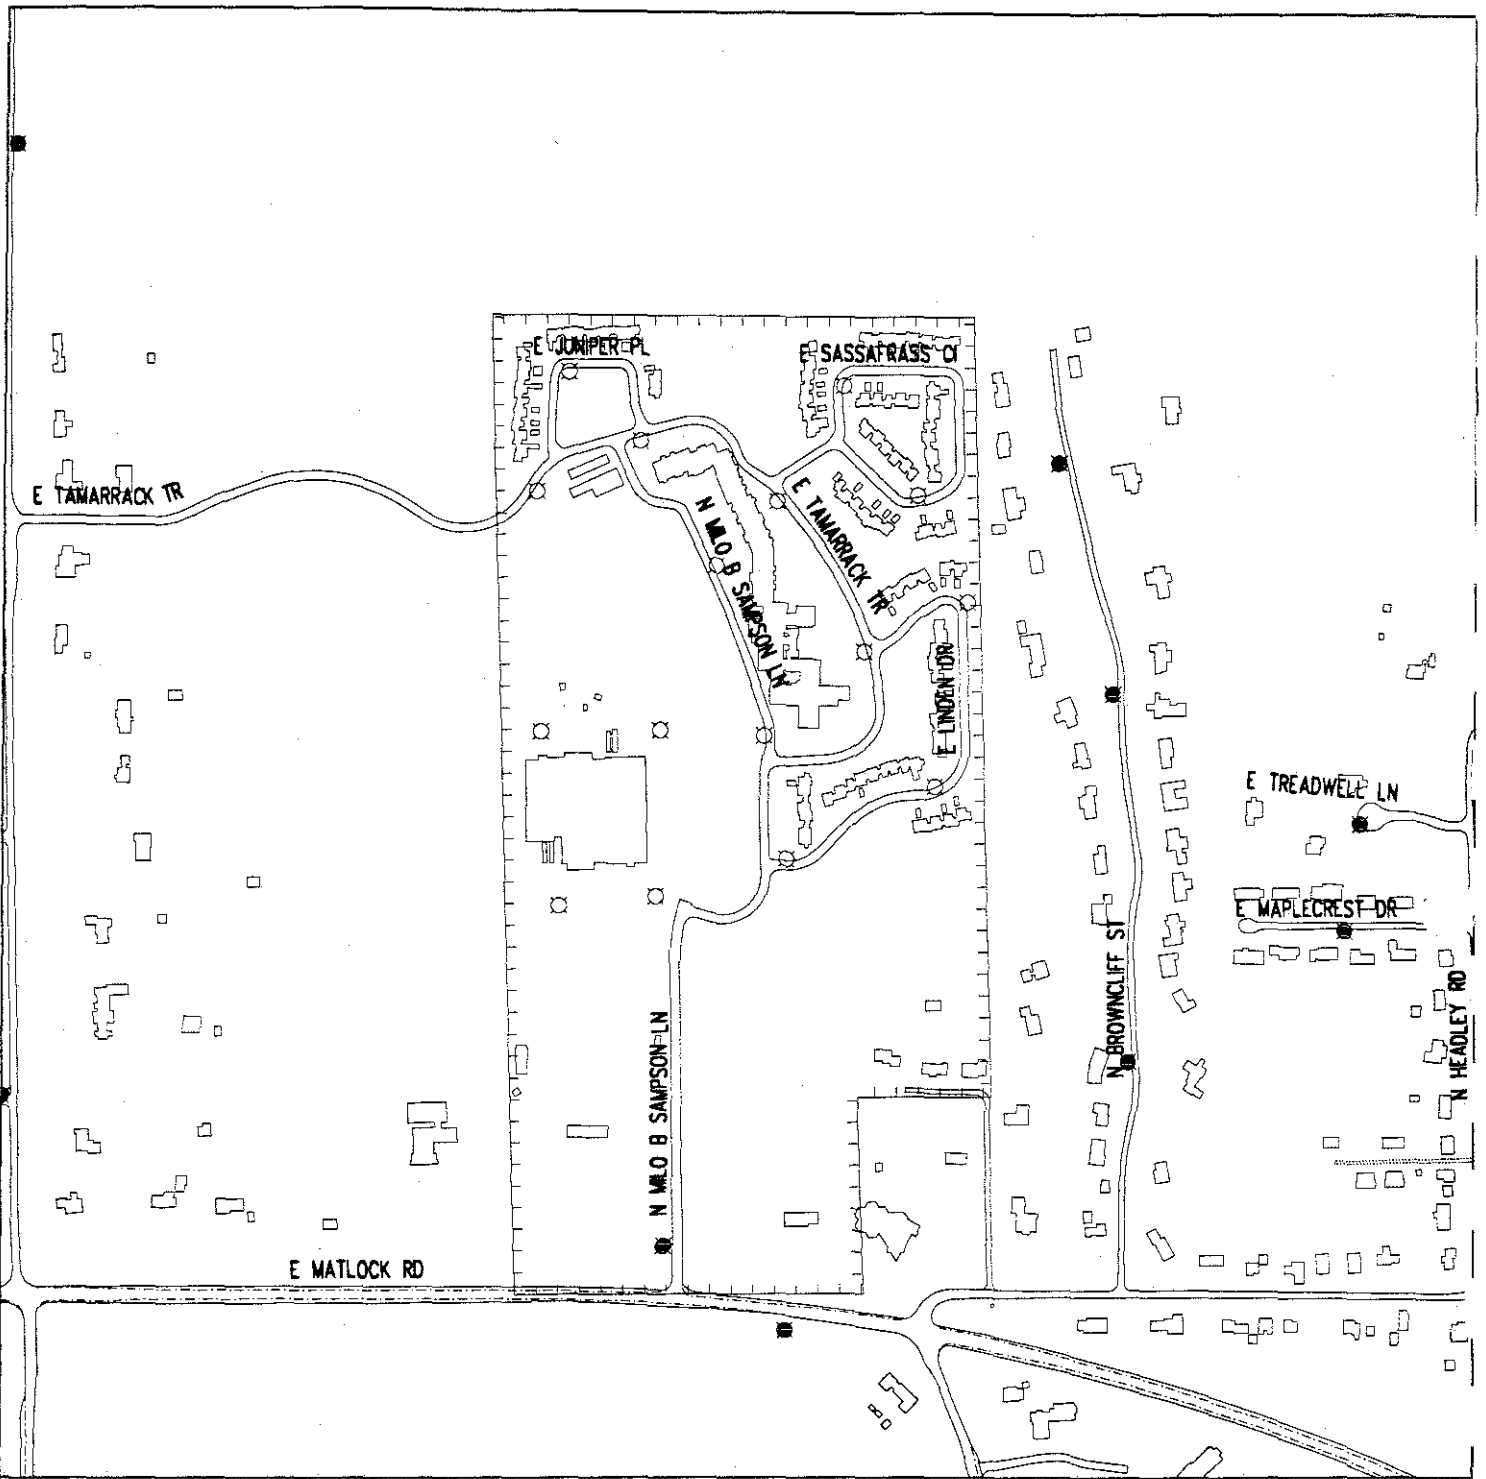 E JUNIPER PL
E SASSAFRASS CI
E TAMARRACK TR
N MILO B SAMPSON LN
E TAMARRACK TR
E LINDEN DR
E TREADWELL LN
E MAPLECREST DR
N BROWNCLIFF ST
N HEADLEY RD
N MILO B SAMPSON LN
E MATLOCK RD